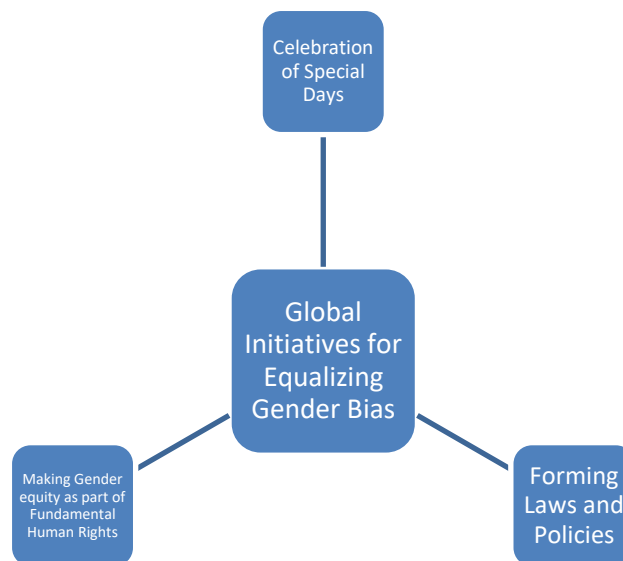 Celebration
of Special
Days
Global
Initiatives for
Equalizing
Gender Bias
Making Gender
equity as part of
Fundamental
Human Rights
Forming
Laws and
Policies